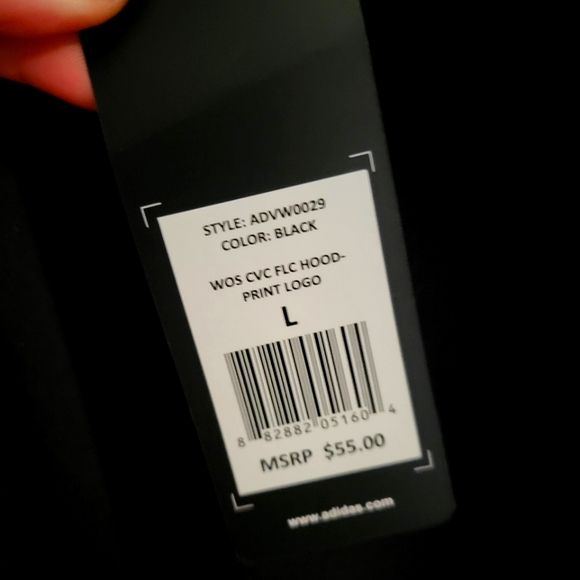 STYLE: ADVW0029
COLOR: BLACK
WOS CVC FLC HOOD-
PRINT LOGO
L
8 82882 05160 4
MSRP $55.00
www.adidas.com